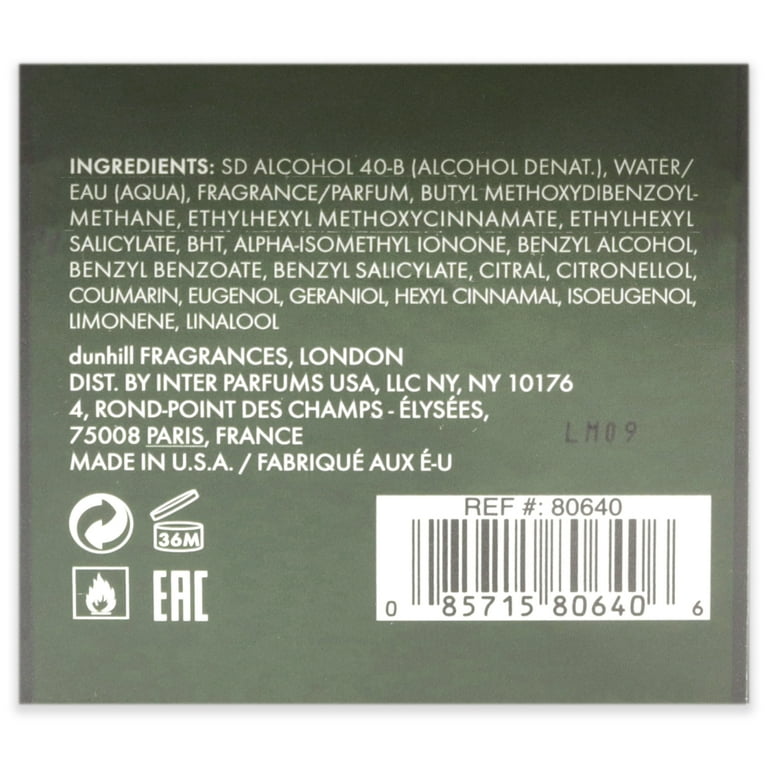 INGREDIENTS: SD ALCOHOL 40-B (ALCOHOL DENAT.), WATER/
EAU (AQUA), FRAGRANCE/PARFUM, BUTYL METHOXYDIBENZOYL-
METHANE, ETHYLHEXYL METHOXYCINNAMATE, ETHYLHEXYL
SALICYLATE, BHT, ALPHA-ISOMETHYL IONONE, BENZYL ALCOHOL,
BENZYL BENZOATE, BENZYL SALICYLATE, CITRAL, CITRONELLOL,
COUMARIN, EUGENOL, GERANIOL, HEXYL CINNAMAL, ISOEUGENOL,
LIMONENE, LINALOOL
dunhill FRAGRANCES, LONDON
DIST. BY INTER PARFUMS USA, LLC NY, NY 10176
4, ROND-POINT DES CHAMPS - ÉLYSÉES,
75008 PARIS, FRANCE
LM09
MADE IN U.S.A. / FABRIQUÉ AUX É-U
36M
EAC
REF #: 80640
0 85715 80640 6